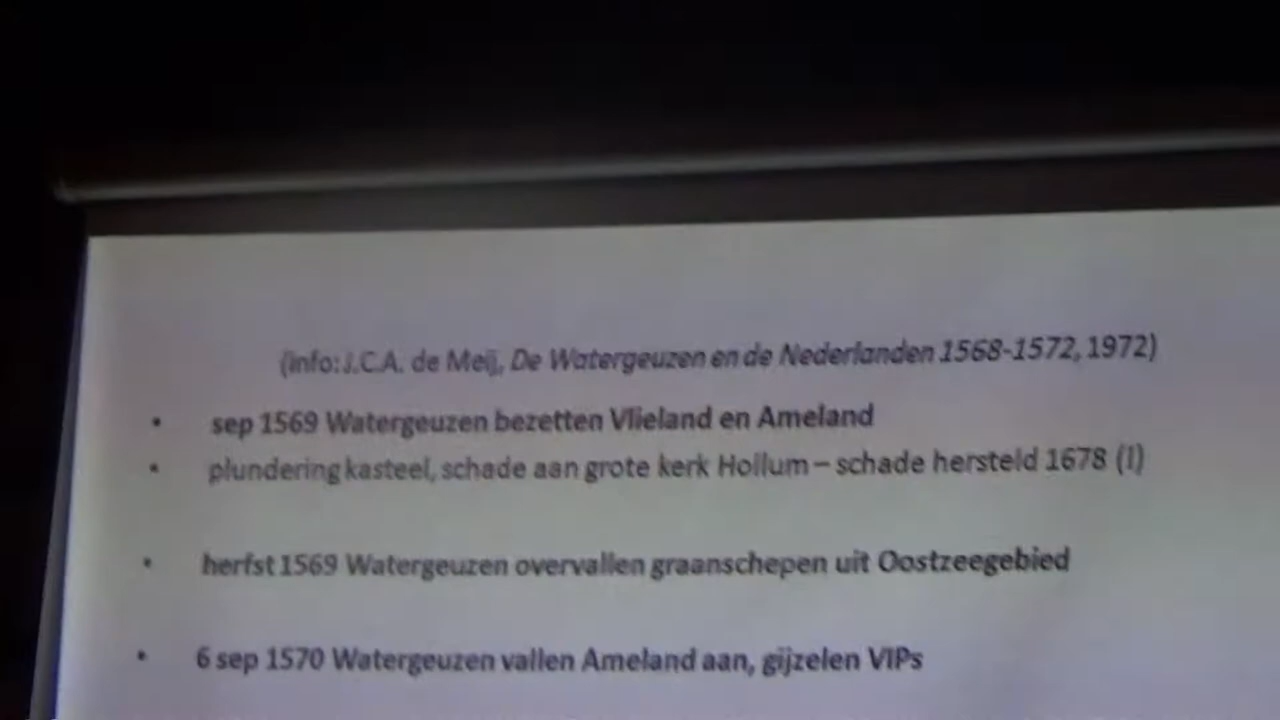 (info: J.C.A. de Meij, De Watergeuzen en de Nederlanden 1568-1572, 1972)
• sep 1569 Watergeuzen bezetten Vlieland en Ameland
• plundering kasteel, schade aan grote kerk Hollum – schade hersteld 1678 (!)
• herfst 1569 Watergeuzen overvallen graanschepen uit Oostzeegebied
• 6 sep 1570 Watergeuzen vallen Ameland aan, gijzelen VIPs